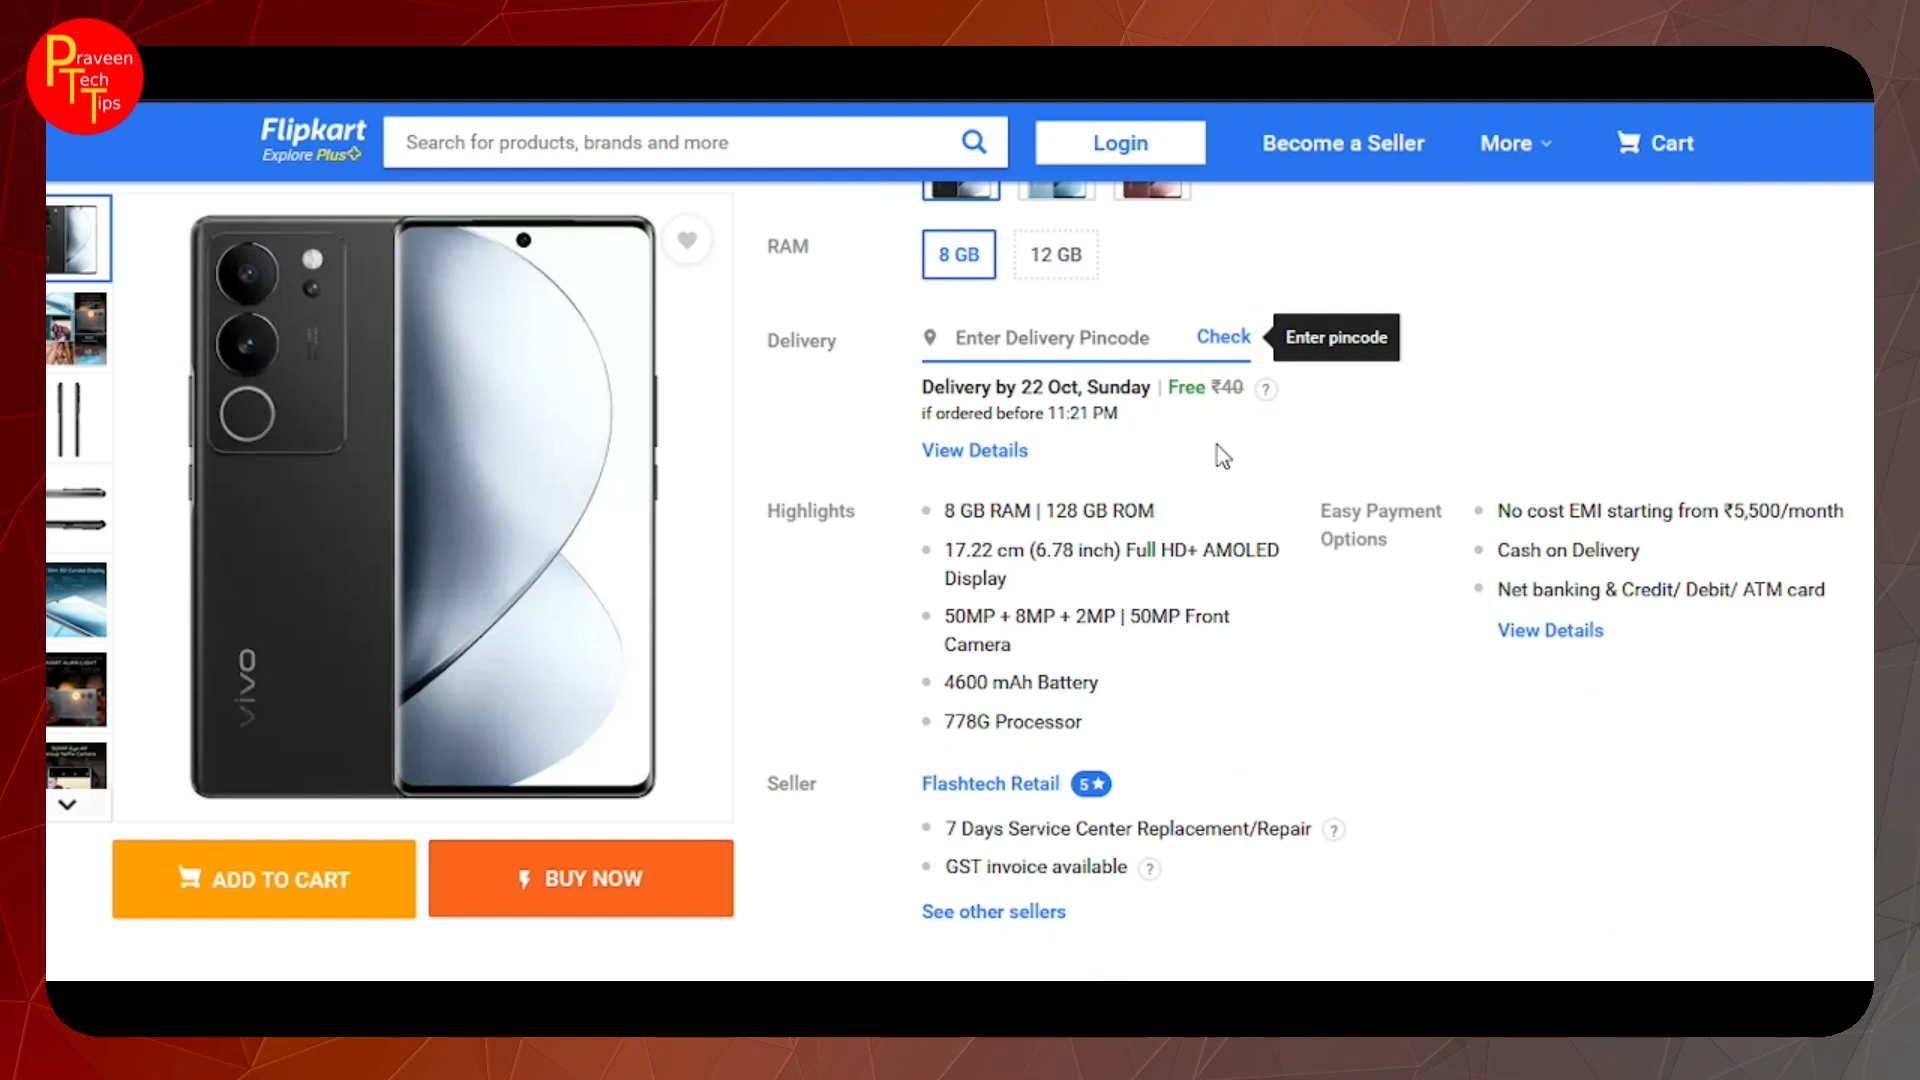 Praveen
Tech
Tips
Flipkart
Explore Plus
Search for products, brands and more
Login
Become a Seller
More
Cart
RAM
8 GB
12 GB
Delivery
Enter Delivery Pincode
Check
Enter pincode
Delivery by 22 Oct, Sunday | Free ₹40 ?
if ordered before 11:21 PM
View Details
Highlights
8 GB RAM | 128 GB ROM
17.22 cm (6.78 inch) Full HD+ AMOLED
Display
50MP + 8MP + 2MP | 50MP Front
Camera
4600 mAh Battery
778G Processor
Easy Payment
Options
No cost EMI starting from ₹5,500/month
Cash on Delivery
Net banking & Credit/ Debit/ ATM card
View Details
Seller
Flashtech Retail 5★
7 Days Service Center Replacement/Repair ?
GST invoice available ?
See other sellers
vivo
ADD TO CART
BUY NOW